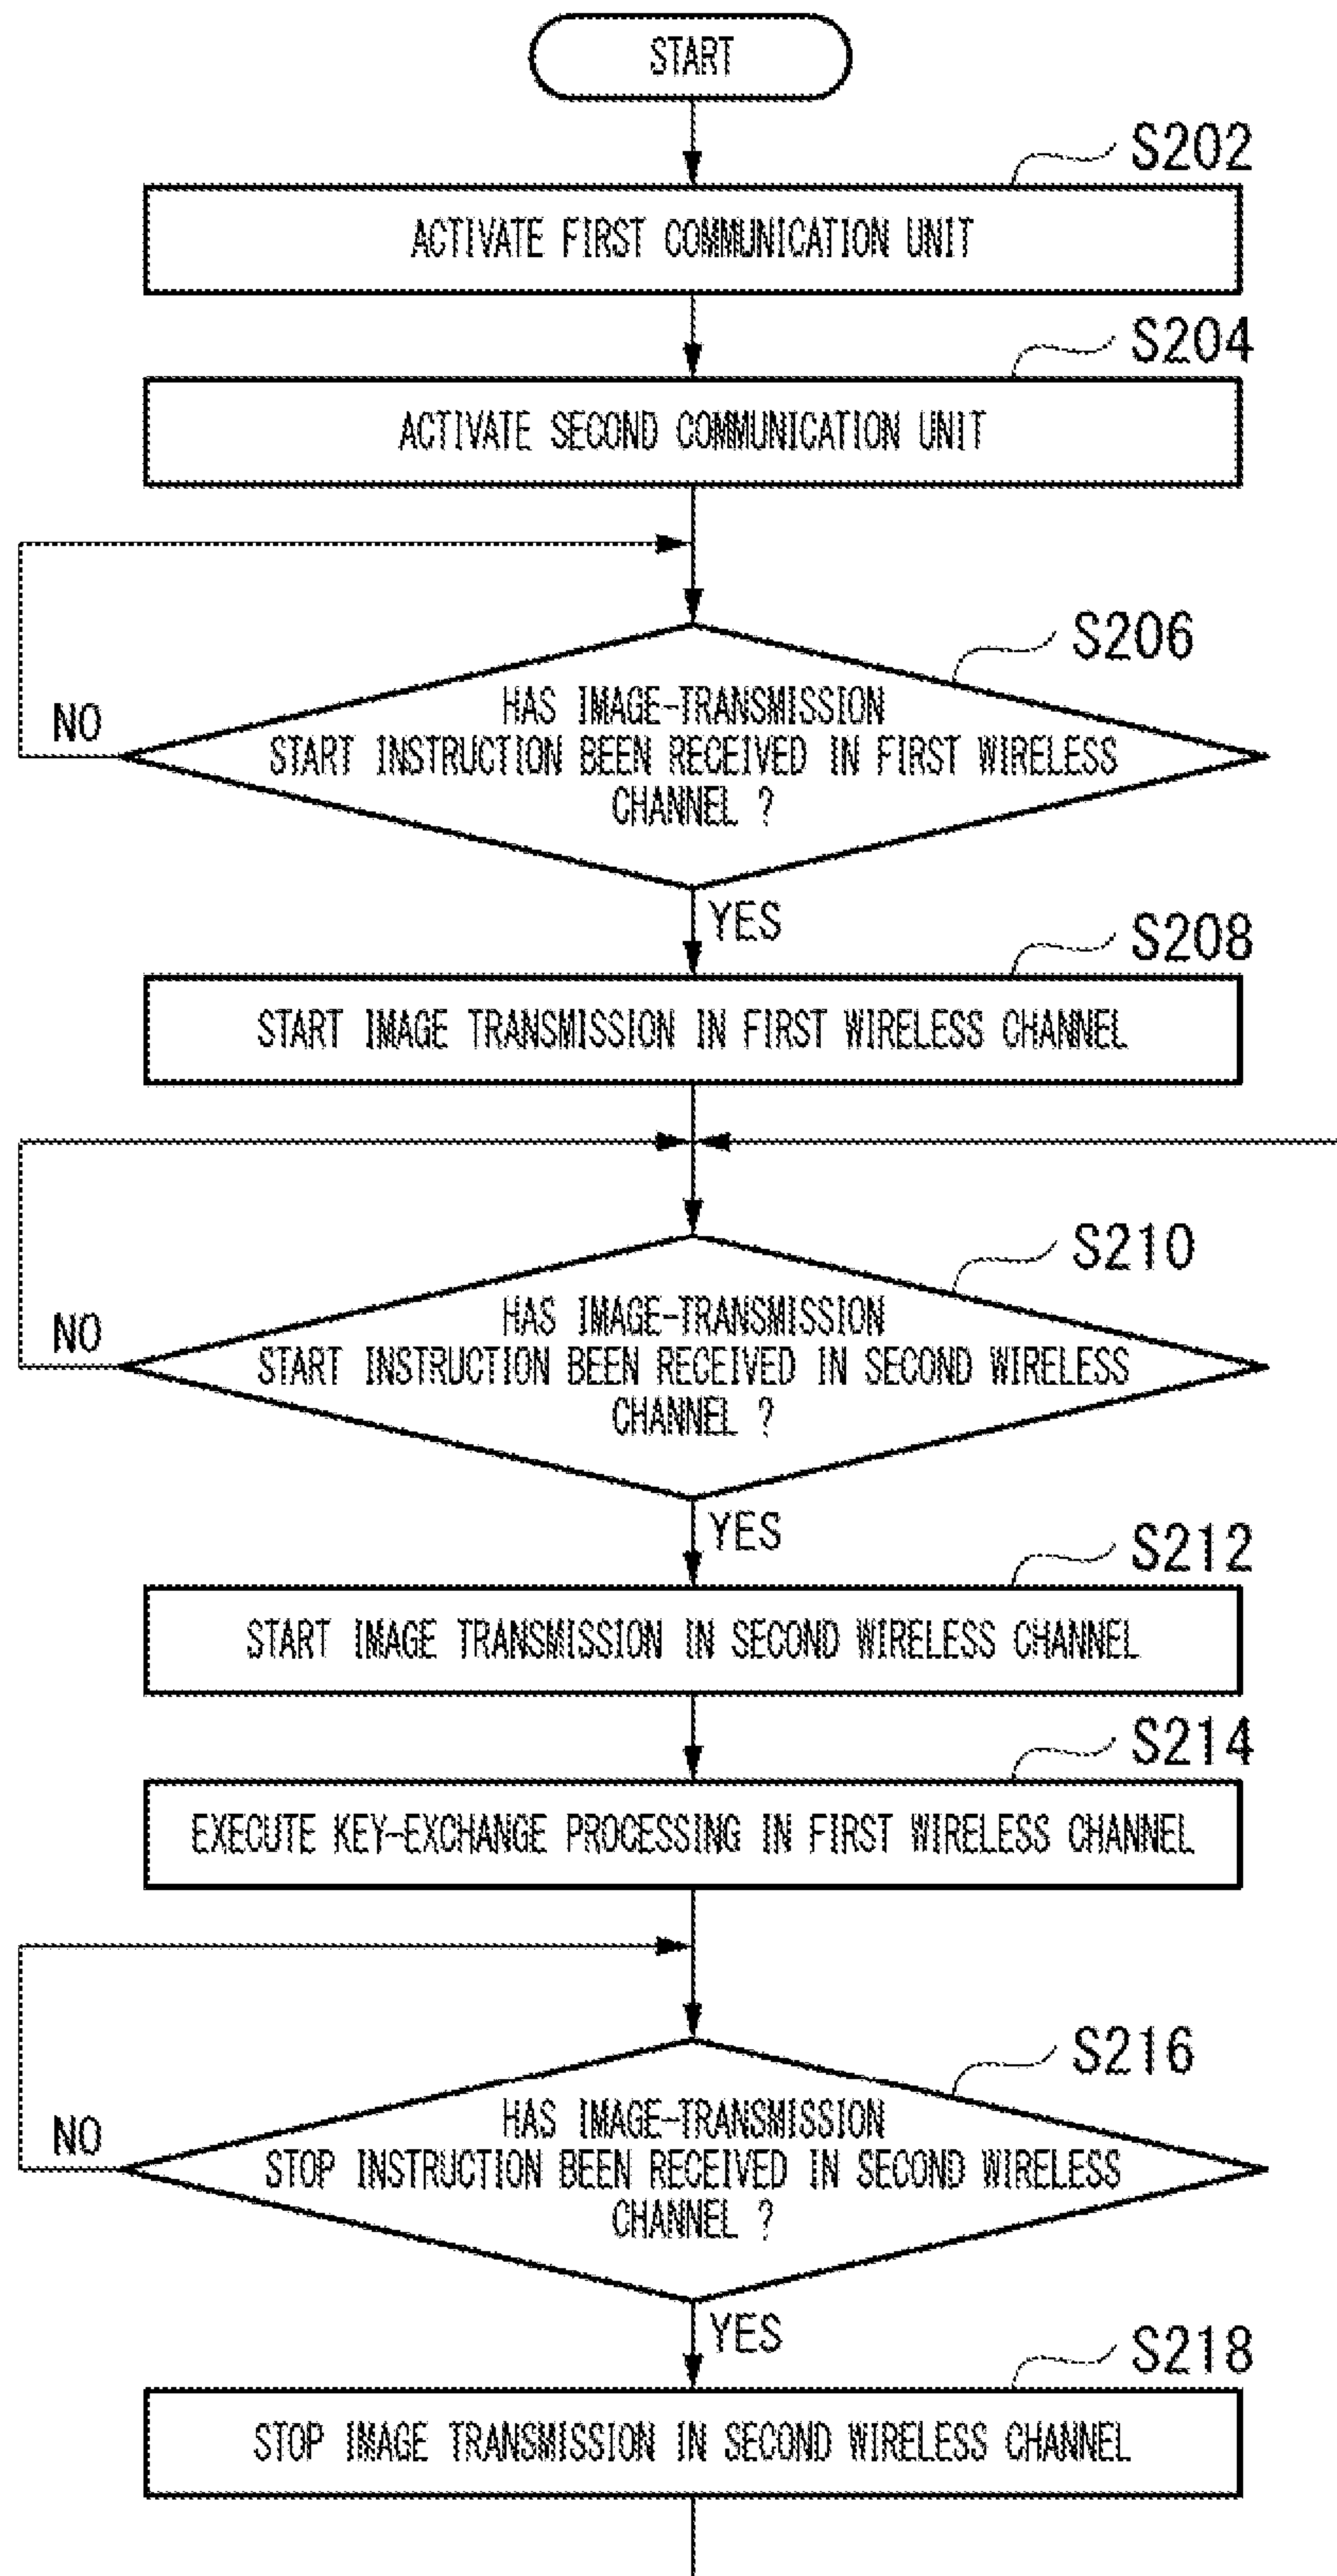 START
S202
ACTIVATE FIRST COMMUNICATION UNIT
S204
ACTIVATE SECOND COMMUNICATION UNIT
S206
HAS IMAGE-TRANSMISSION
START INSTRUCTION BEEN RECEIVED IN FIRST WIRELESS
CHANNEL ?
NO
YES
S208
START IMAGE TRANSMISSION IN FIRST WIRELESS CHANNEL
S210
HAS IMAGE-TRANSMISSION
START INSTRUCTION BEEN RECEIVED IN SECOND WIRELESS
CHANNEL ?
NO
YES
S212
START IMAGE TRANSMISSION IN SECOND WIRELESS CHANNEL
S214
EXECUTE KEY-EXCHANGE PROCESSING IN FIRST WIRELESS CHANNEL
S216
HAS IMAGE-TRANSMISSION
STOP INSTRUCTION BEEN RECEIVED IN SECOND WIRELESS
CHANNEL ?
NO
YES
S218
STOP IMAGE TRANSMISSION IN SECOND WIRELESS CHANNEL